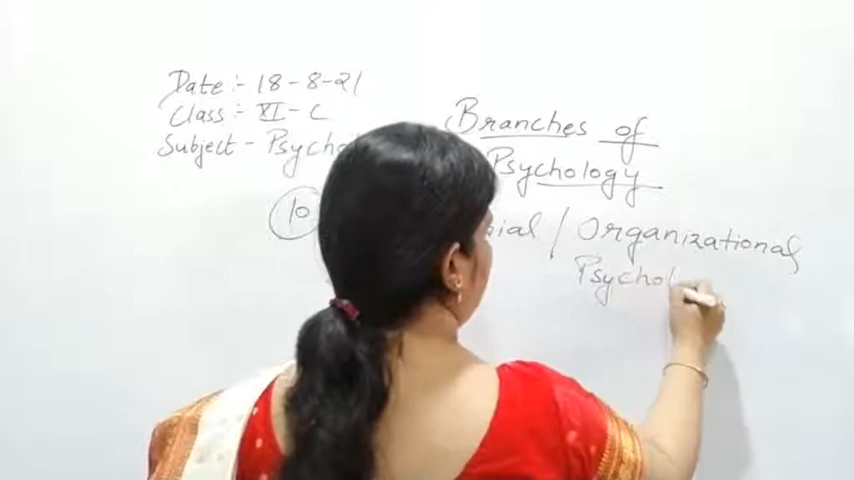 Date :- 18-8-21
Class :- XI - C
Subject - Psychol
Branches of
Psychology
10 ial / Organizational
Psychol